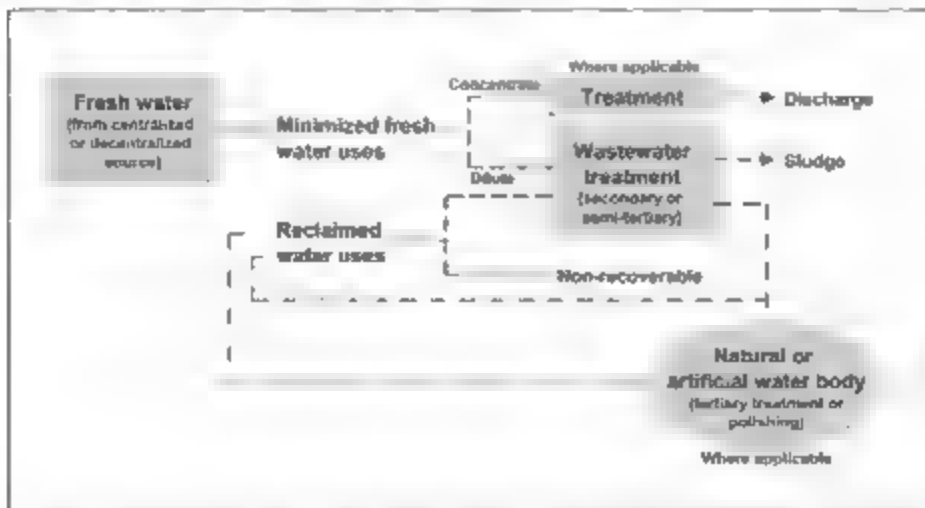 Where applicable
Concentrate
Treatment
Discharge
Fresh water
(from centralized
or decentralized
source)
Minimized fresh
water uses
Dilute
Wastewater
treatment
(secondary or
semi-tertiary)
Sludge
Reclaimed
water uses
Non-recoverable
Natural or
artificial water body
(tertiary treatment or
polishing)
Where applicable